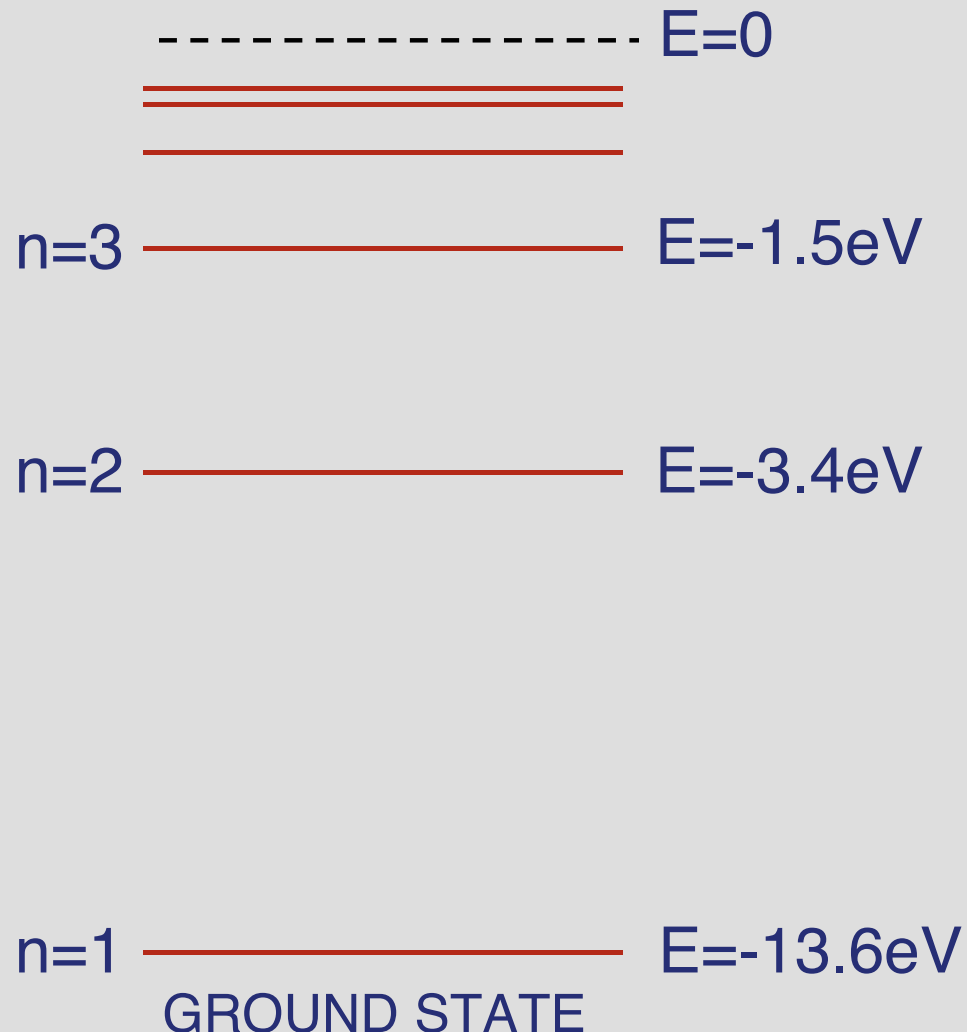 E=0
n=3 E=-1.5eV
n=2 E=-3.4eV
n=1 E=-13.6eV
GROUND STATE